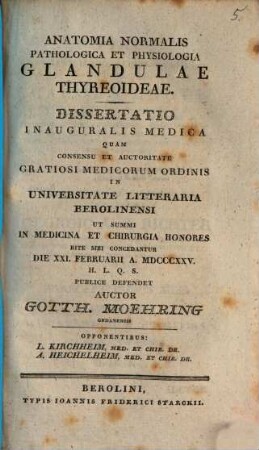 5.
ANATOMIA NORMALIS
PATHOLOGICA ET PHYSIOLOGIA
GLANDULAE
THYREOIDEAE.
DISSERTATIO
INAUGURALIS MEDICA
QUAM
CONSENSU ET AUCTORITATE
GRATIOSI MEDICORUM ORDINIS
IN
UNIVERSITATE LITTERARIA
BEROLINENSI
UT SUMMI
IN MEDICINA ET CHIRURGIA HONORES
RITE SIBI CONCEDANTUR
DIE XXI. FERRUARII A. MDCCCXXV.
H. L. Q. S.
PUBLICE DEFENDET
AUCTOR
GOTTH. MOEHRING
GEDANENSIS
OPPONENTIBUS:
L. KIRCHHEIM, MED. ET CHIR. DR.
A. HEICHELHEIM, MED. ET CHIR. DR.
BEROLINI,
TYPIS IOANNIS FRIDERICI STARCKII.